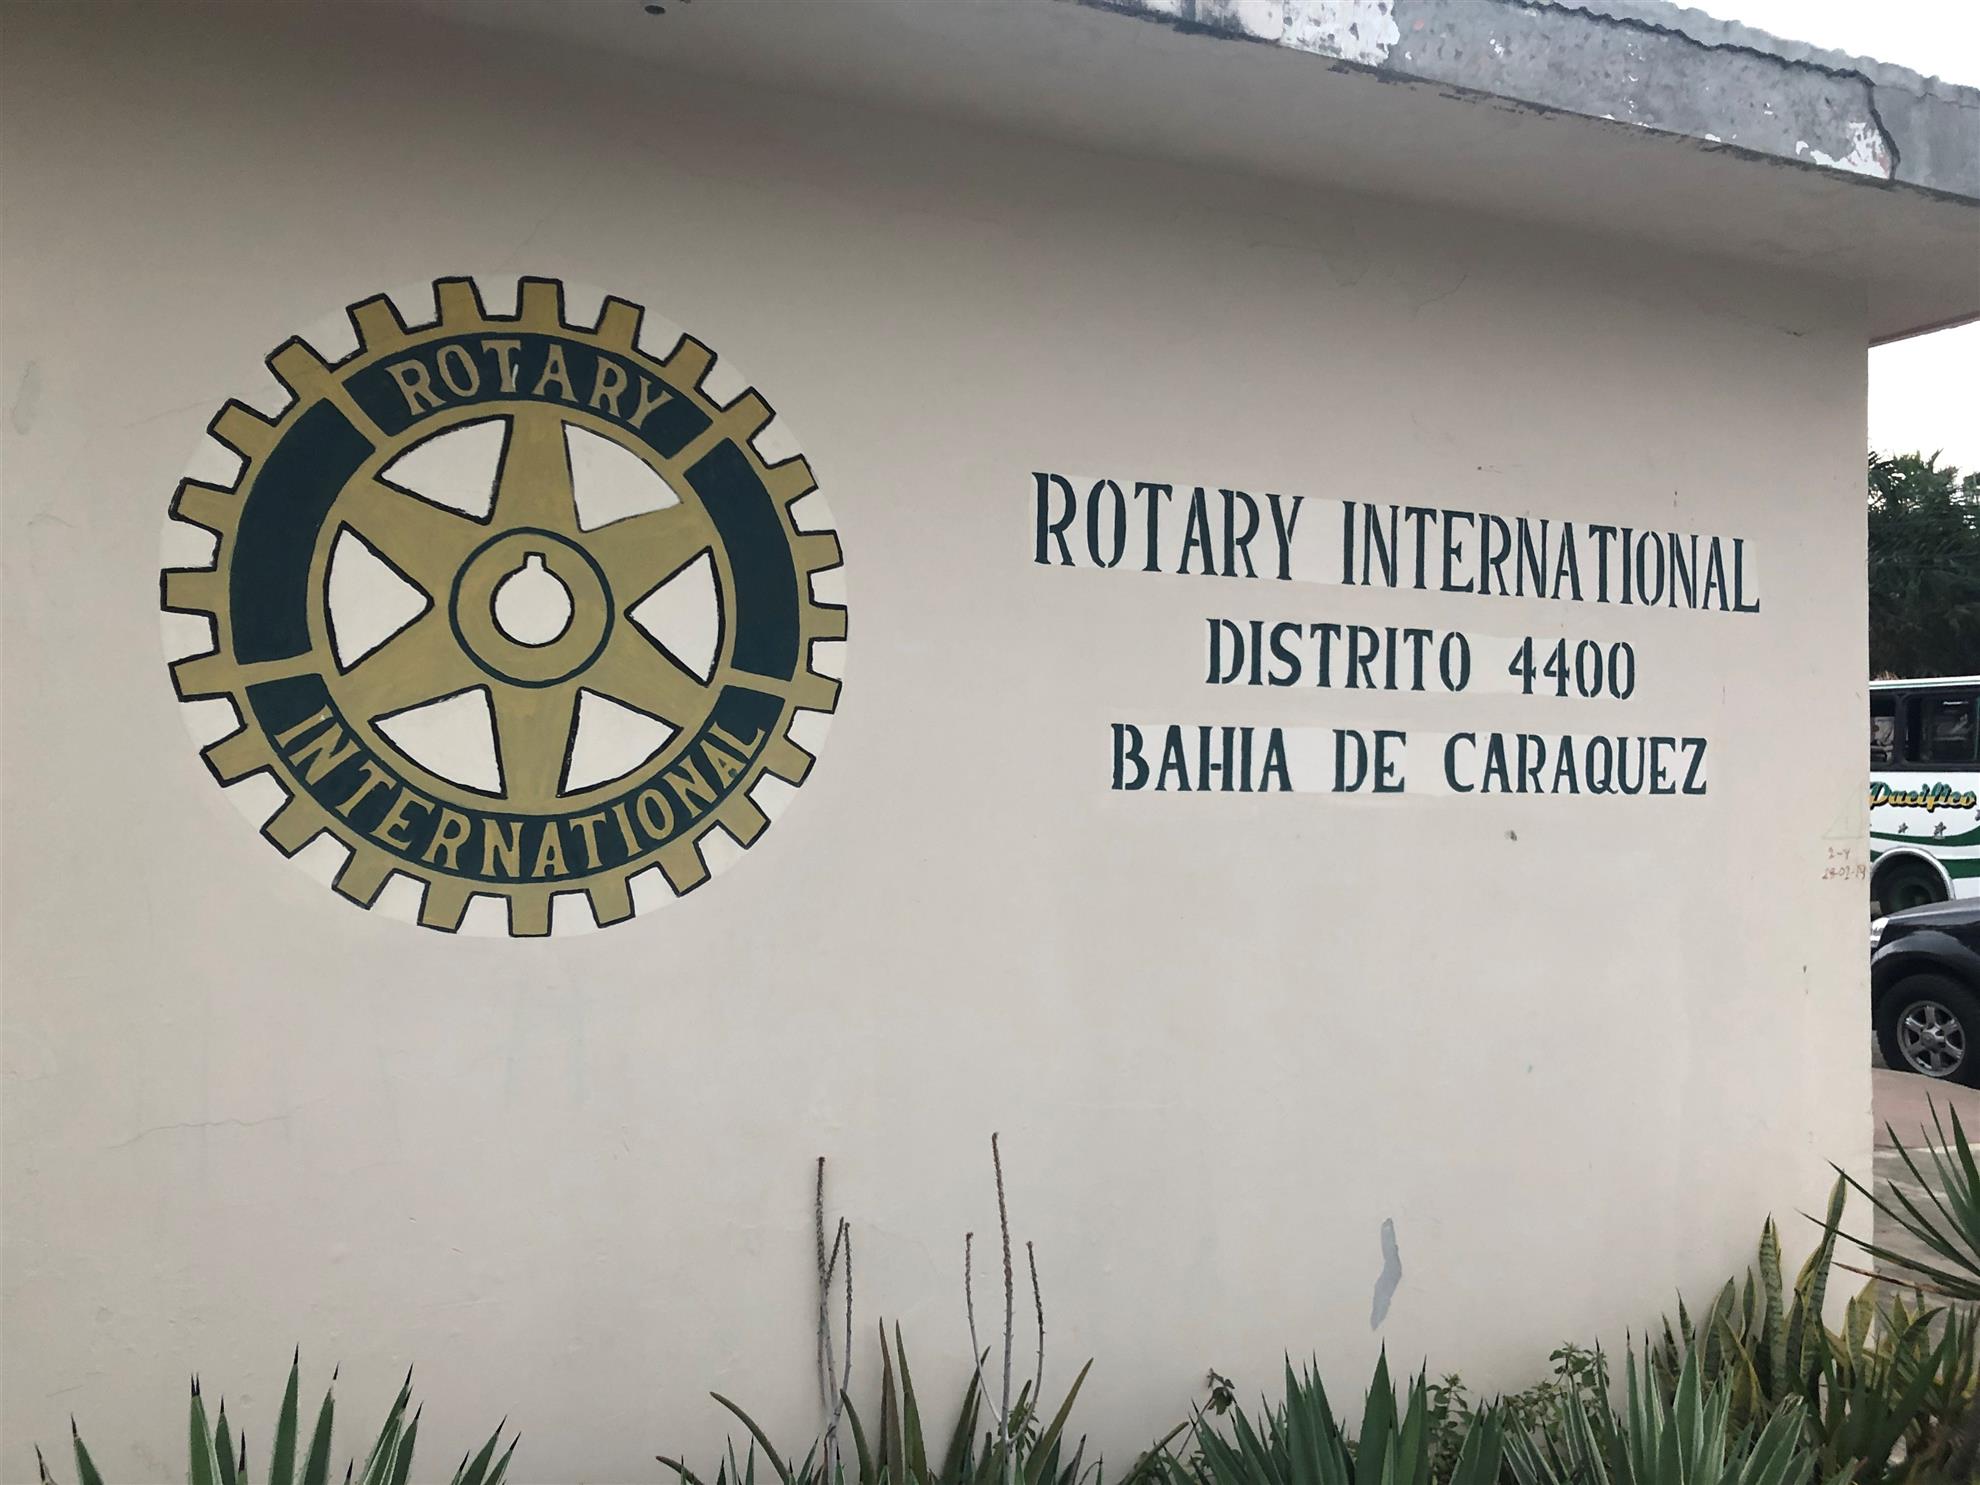 ROTARY
INTERNATIONAL
ROTARY INTERNATIONAL
DISTRITO 4400
BAHIA DE CARAQUEZ
Pacifico